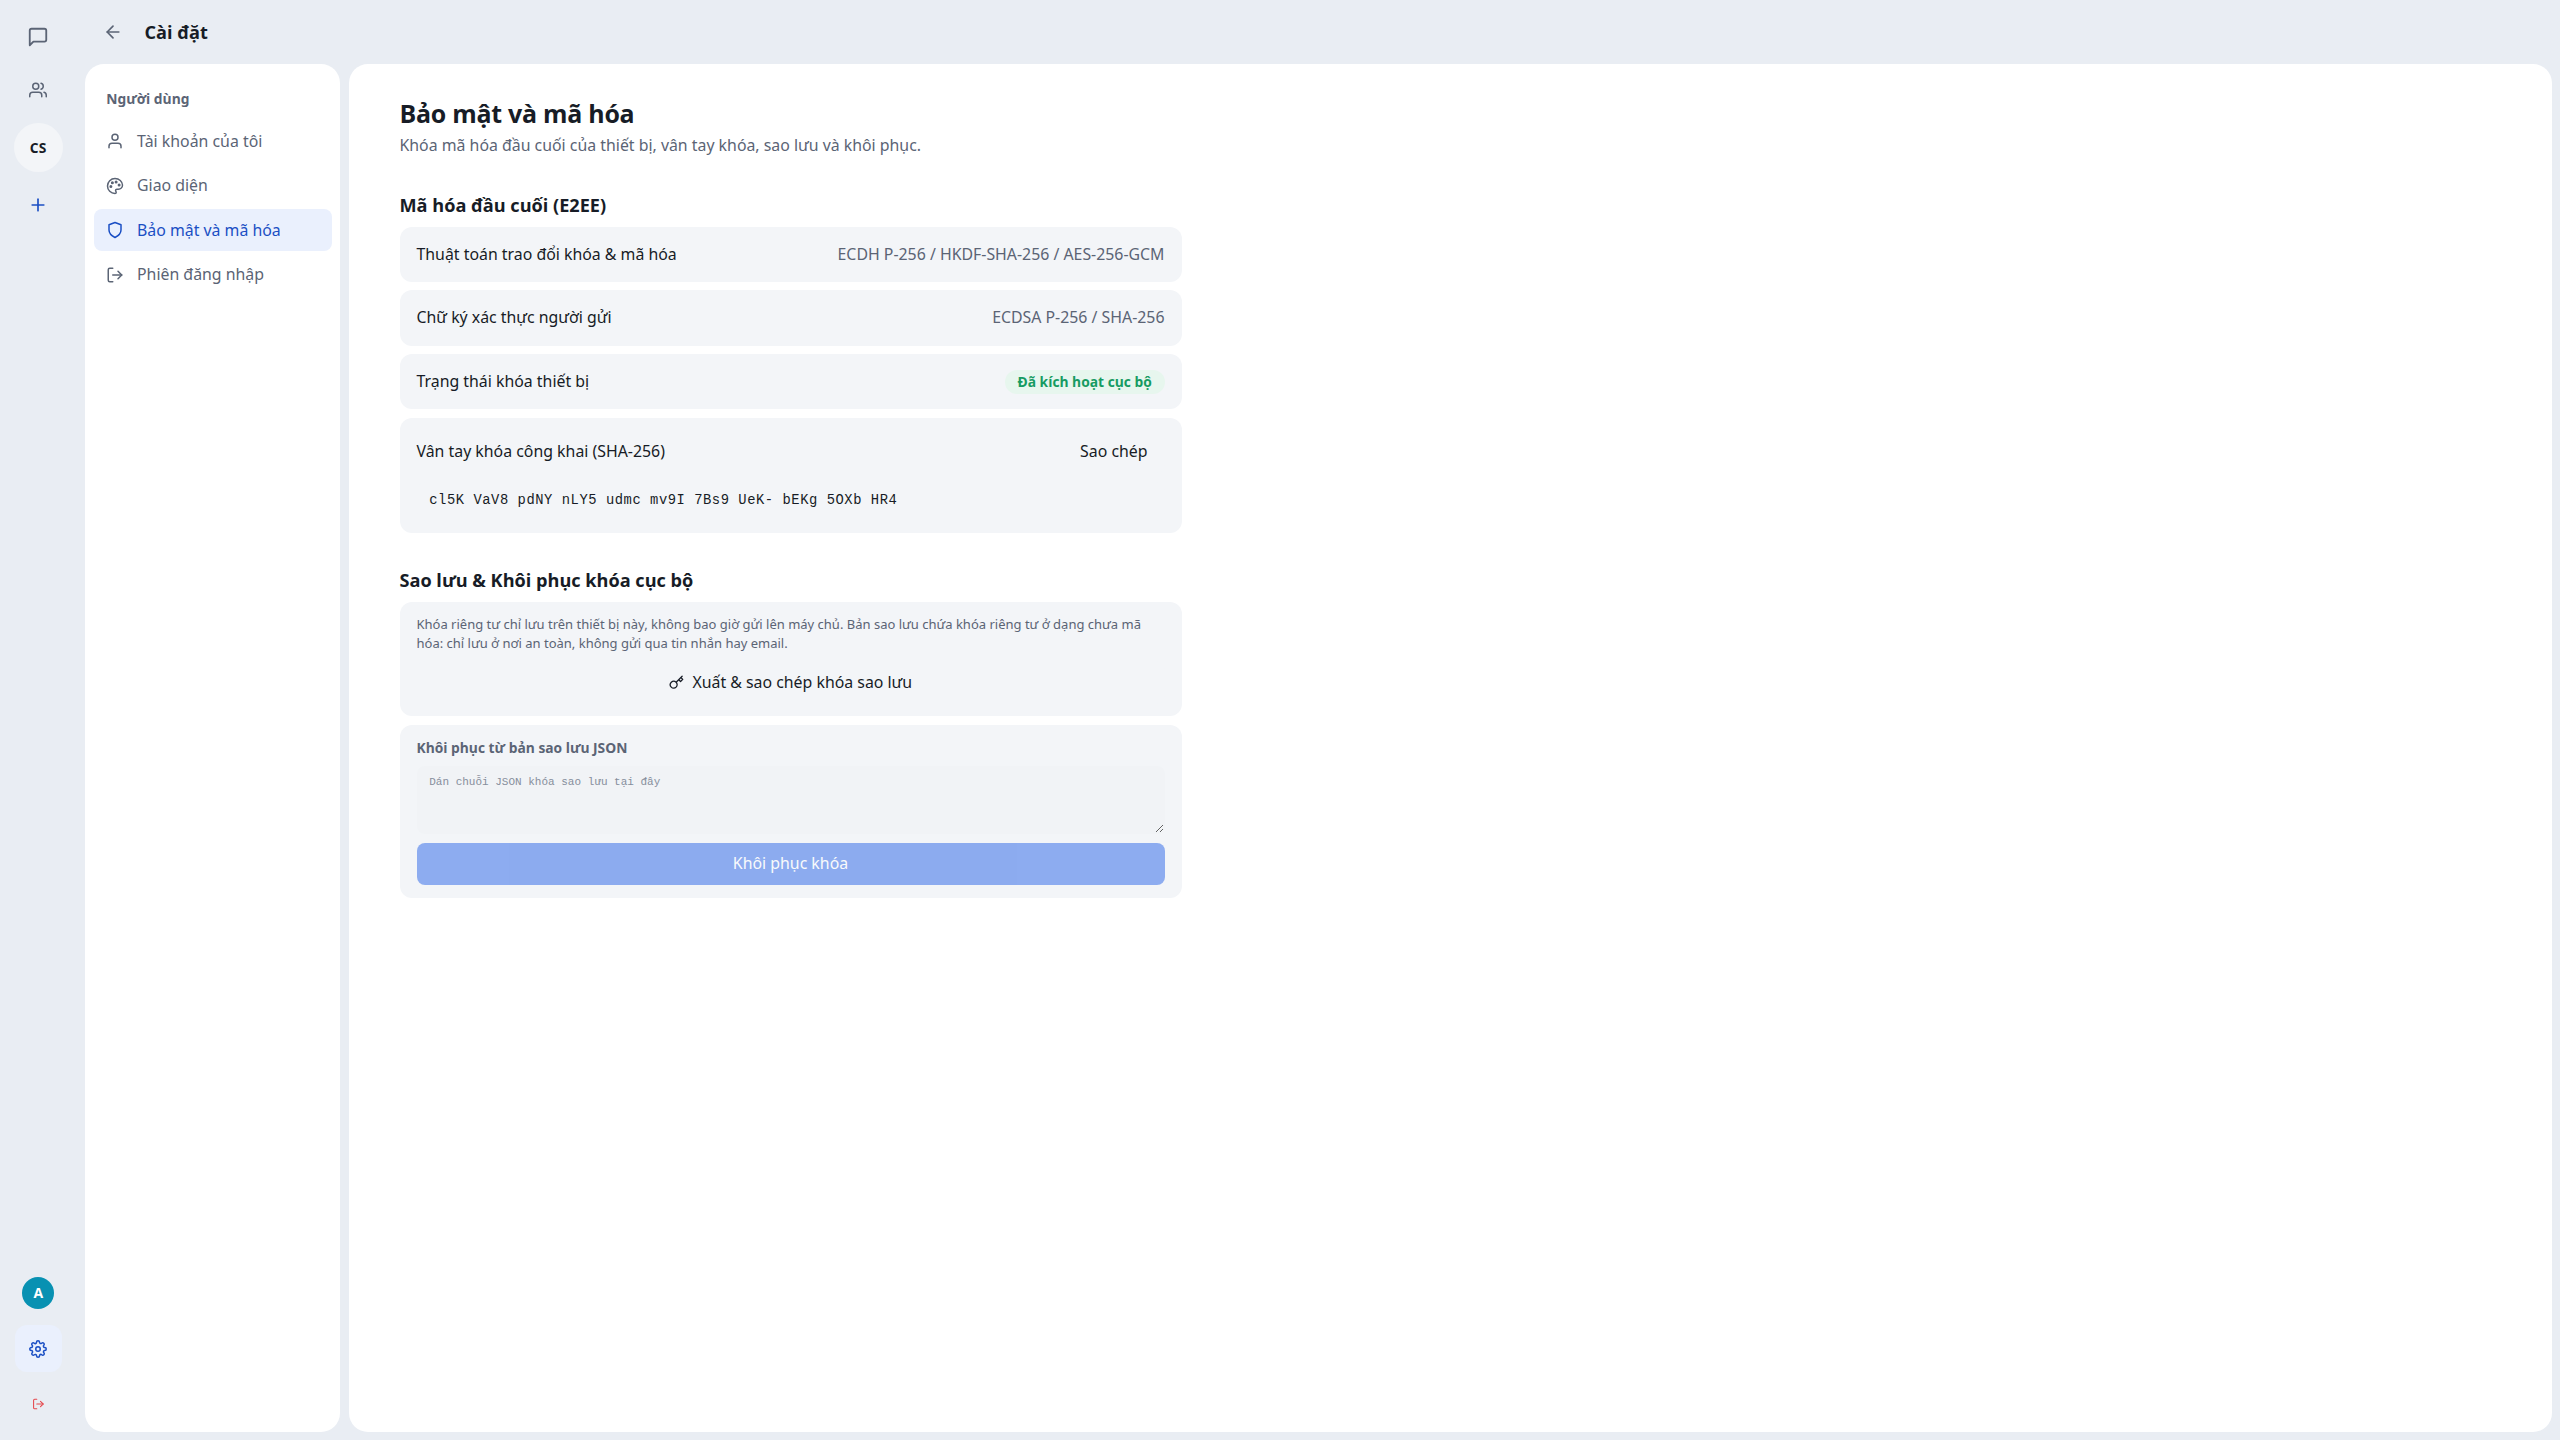 Cài đặt
CS
Người dùng
Tài khoản của tôi
Giao diện
Bảo mật và mã hóa
Phiên đăng nhập
Bảo mật và mã hóa
Khóa mã hóa đầu cuối của thiết bị, vân tay khóa, sao lưu và khôi phục.
Mã hóa đầu cuối (E2EE)
Thuật toán trao đổi khóa & mã hóa
ECDH P-256 / HKDF-SHA-256 / AES-256-GCM
Chữ ký xác thực người gửi
ECDSA P-256 / SHA-256
Trạng thái khóa thiết bị
Đã kích hoạt cục bộ
Vân tay khóa công khai (SHA-256)
Sao chép
cl5K VaV8 pdNY nLY5 udmc mv9I 7Bs9 UeK- bEKg 5OXb HR4
Sao lưu & Khôi phục khóa cục bộ
Khóa riêng tư chỉ lưu trên thiết bị này, không bao giờ gửi lên máy chủ. Bản sao lưu chứa khóa riêng tư ở dạng chưa mã
hóa: chỉ lưu ở nơi an toàn, không gửi qua tin nhắn hay email.
Xuất & sao chép khóa sao lưu
Khôi phục từ bản sao lưu JSON
Dán chuỗi JSON khóa sao lưu tại đây
Khôi phục khóa
A